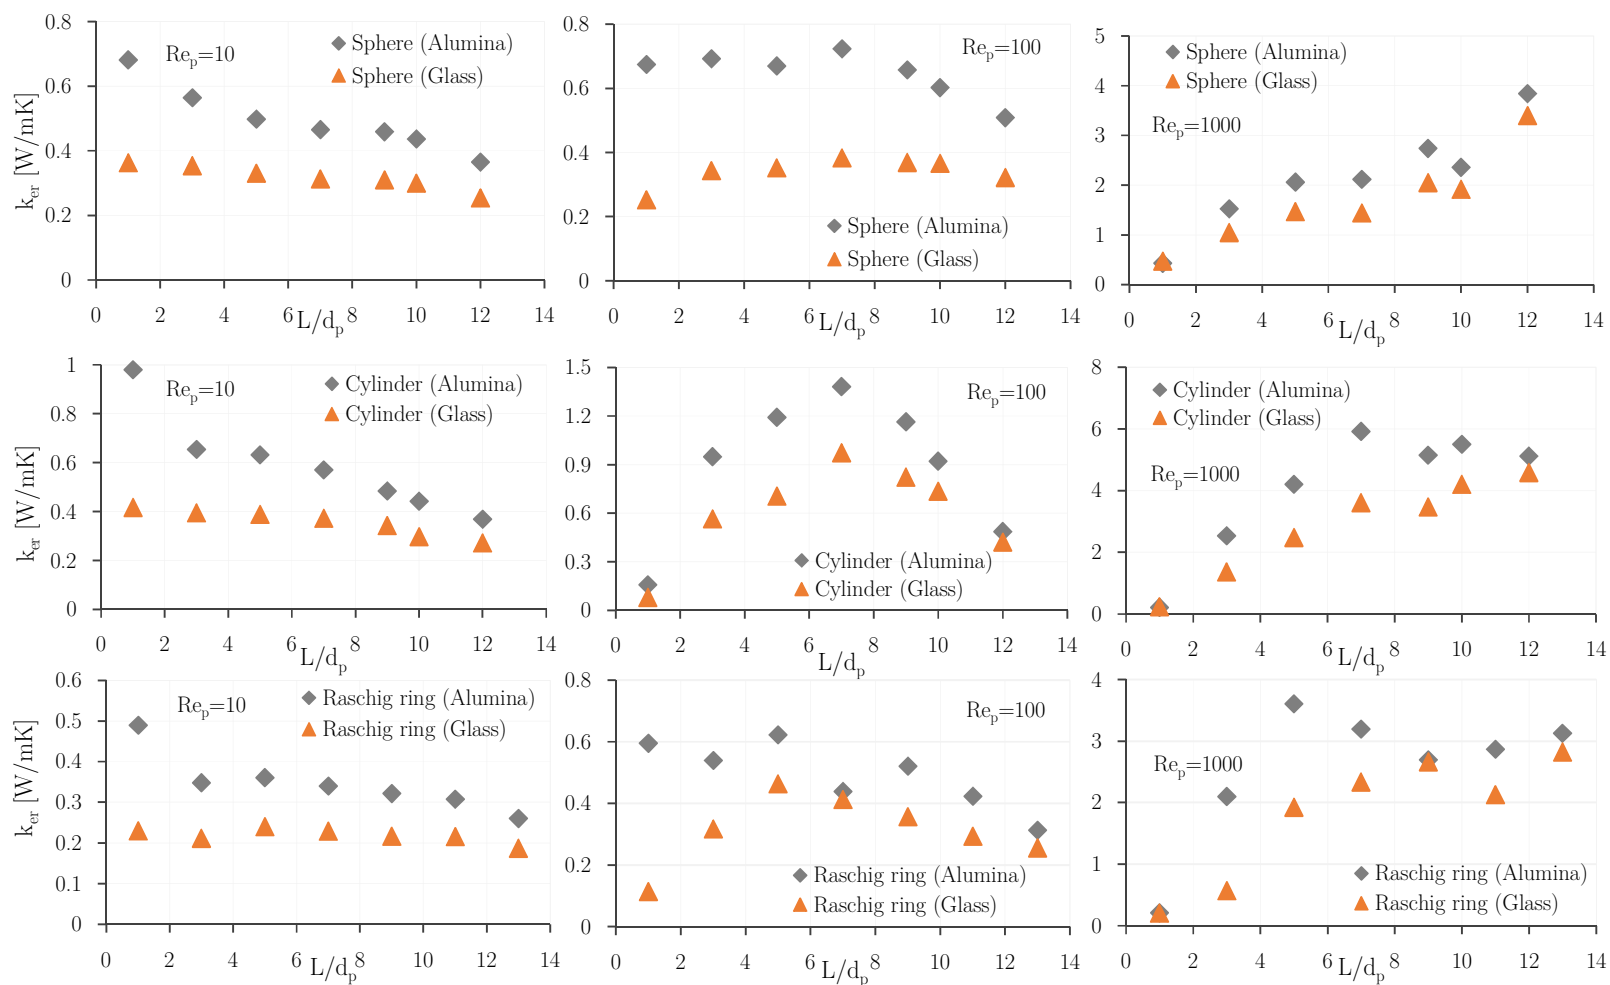 0.8
0.6
0.4
0.2
0
k_er [W/mK]
Re_p=10
Sphere (Alumina)
Sphere (Glass)
0 2 4 6 8 10 12 14
L/d_p
0.8
0.6
0.4
0.2
0
Re_p=100
Sphere (Alumina)
Sphere (Glass)
0 2 4 6 8 10 12 14
L/d_p
5
4
3
2
1
0
Sphere (Alumina)
Sphere (Glass)
Re_p=1000
0 2 4 6 8 10 12 14
L/d_p
1
0.8
0.6
0.4
0.2
0
k_er [W/mK]
Re_p=10
Cylinder (Alumina)
Cylinder (Glass)
0 2 4 6 8 10 12 14
L/d_p
1.5
1.2
0.9
0.6
0.3
0
Re_p=100
Cylinder (Alumina)
Cylinder (Glass)
0 2 4 6 8 10 12 14
L/d_p
8
6
4
2
0
Cylinder (Alumina)
Cylinder (Glass)
Re_p=1000
0 2 4 6 8 10 12 14
L/d_p
0.6
0.5
0.4
0.3
0.2
0.1
0
k_er [W/mK]
Re_p=10
Raschig ring (Alumina)
Raschig ring (Glass)
0 2 4 6 8 10 12 14
L/d_p
0.8
0.6
0.4
0.2
0
Re_p=100
Raschig ring (Alumina)
Raschig ring (Glass)
0 2 4 6 8 10 12 14
L/d_p
4
3
2
1
0
Re_p=1000
Raschig ring (Alumina)
Raschig ring (Glass)
0 2 4 6 8 10 12 14
L/d_p